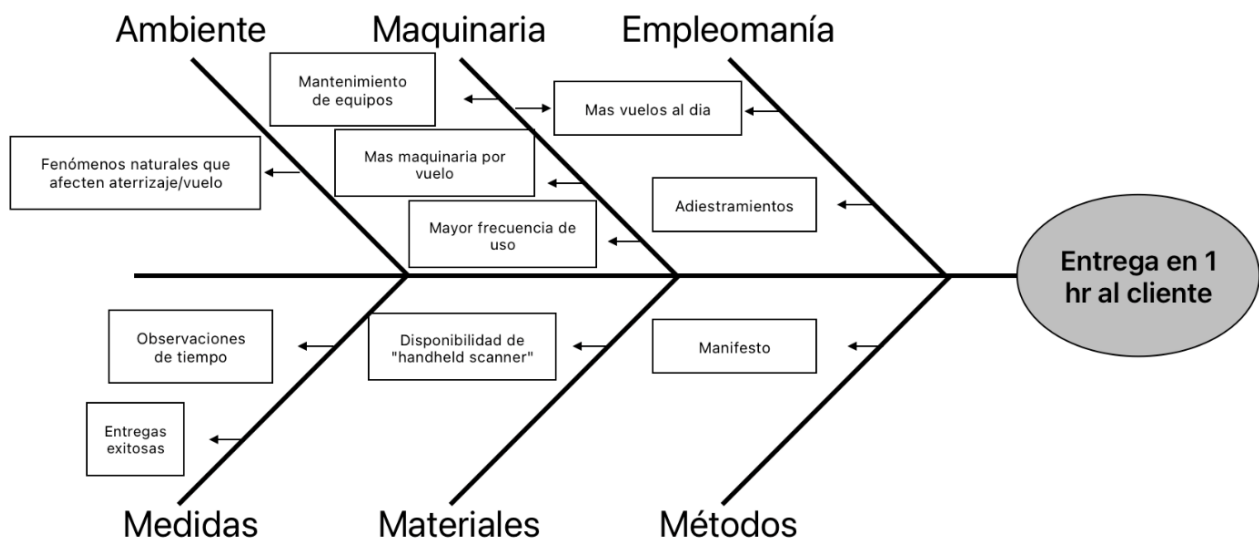 Ambiente
Maquinaria
Empleomanía
Mantenimiento
de equipos
Mas vuelos al dia
Fenómenos naturales que
afecten aterrizaje/vuelo
Mas maquinaria por
vuelo
Adiestramientos
Mayor frecuencia de
uso
Entrega en 1
hr al cliente
Observaciones
de tiempo
Disponibilidad de
"handheld scanner"
Manifesto
Entregas
exitosas
Medidas
Materiales
Métodos